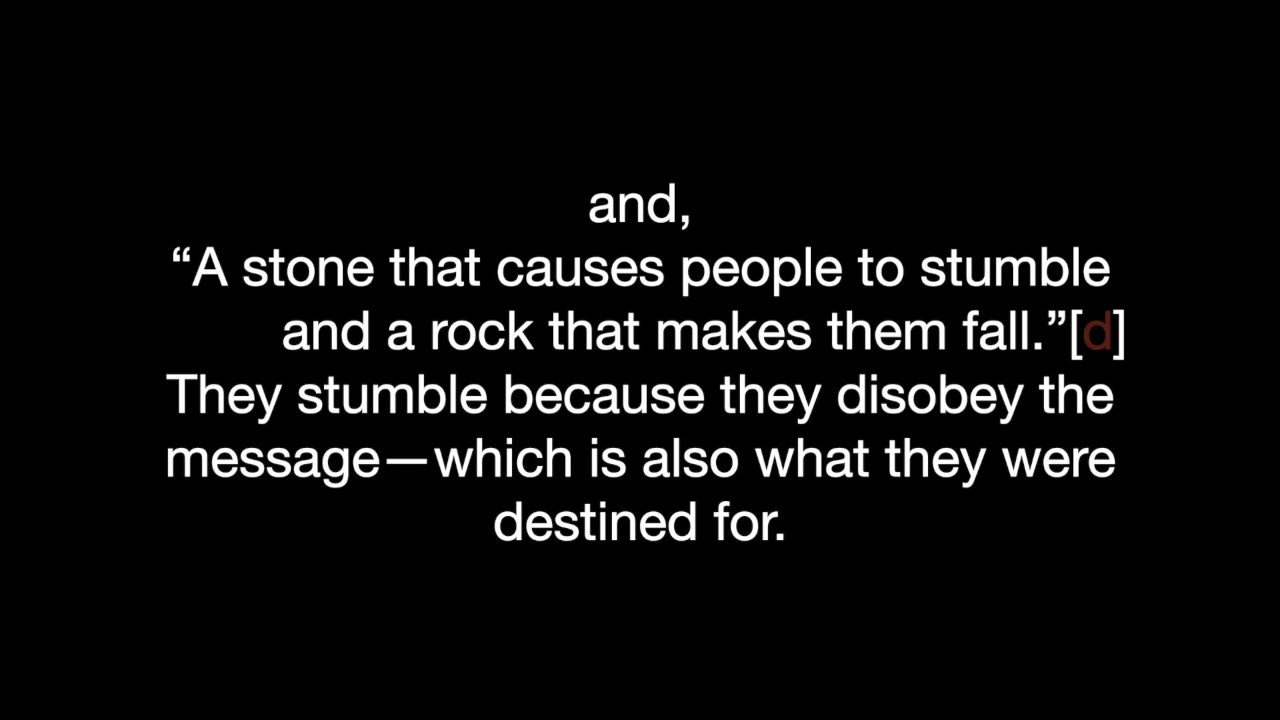 and,
“A stone that causes people to stumble
and a rock that makes them fall.”[d]
They stumble because they disobey the
message—which is also what they were
destined for.